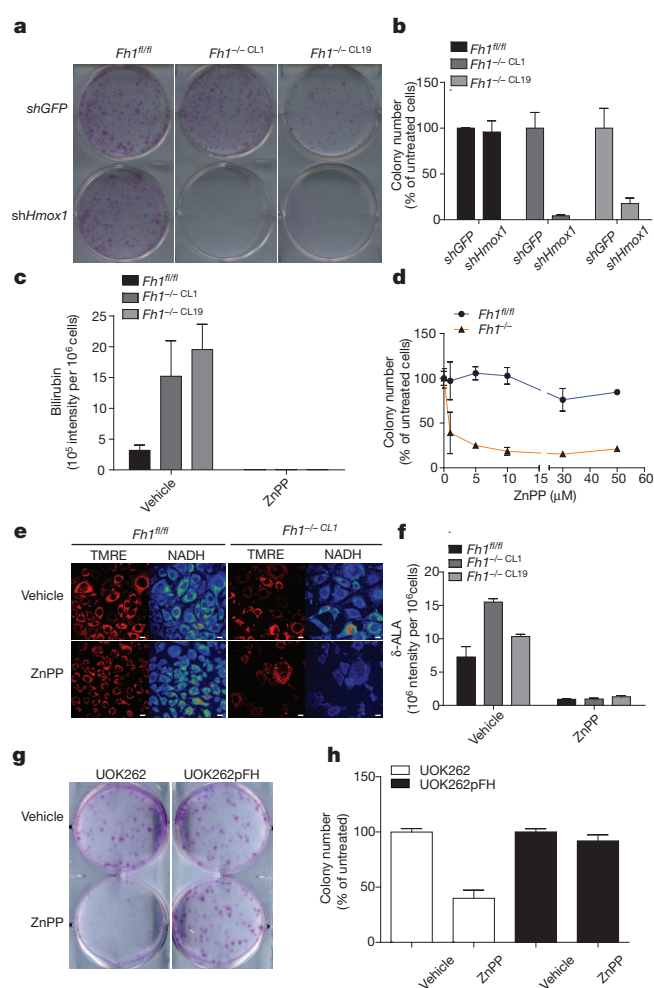 a
Fh1fl/fl
Fh1–/– CL1
Fh1–/– CL19
shGFP
shHmox1
b
Fh1fl/fl
Fh1–/– CL1
Fh1–/– CL19
Colony number
(% of untreated cells)
100
50
0
shGFP
shHmox1
shGFP
shHmox1
shGFP
shHmox1
c
Fh1fl/fl
Fh1–/– CL1
Fh1–/– CL19
Bilirubin
(10⁵ intensity per 10⁶ cells)
25
20
15
10
5
0
Vehicle
ZnPP
d
Fh1fl/fl
Fh1–/–
Colony number
(% of untreated cells)
150
100
50
0
0 5 10 15 30 40 50 60
ZnPP (μM)
e
Fh1fl/fl
Fh1–/– CL1
TMRE NADH TMRE NADH
Vehicle
ZnPP
f
Fh1fl/fl
Fh1–/– CL1
Fh1–/– CL19
δ-ALA
(10⁶ intensity per 10⁶cells)
20
15
10
5
0
Vehicle
ZnPP
g
UOK262 UOK262pFH
Vehicle
ZnPP
h
UOK262
UOK262pFH
Colony number
(% of untreated)
150
100
50
0
Vehicle
ZnPP
Vehicle
ZnPP